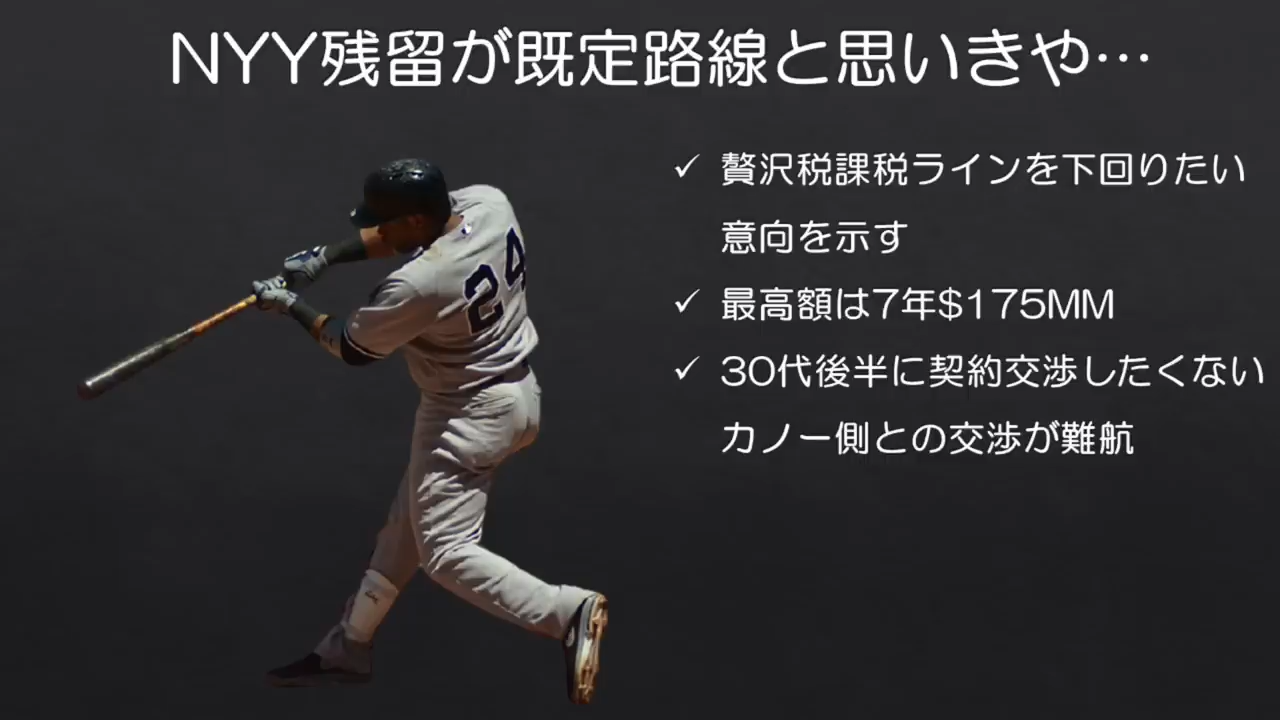 NYY残留が既定路線と思いきや…
✓ 贅沢税課税ラインを下回りたい
意向を示す
✓ 最高額は7年$175MM
✓ 30代後半に契約交渉したくない
カノー側との交渉が難航
24